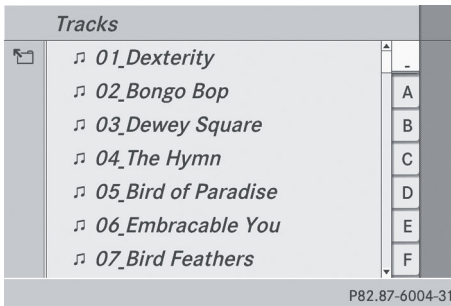 Tracks
01_Dexterity
_
02_Bongo Bop
A
03_Dewey Square
B
04_The Hymn
C
05_Bird of Paradise
D
06_Embracable You
E
07_Bird Feathers
F
P82.87-6004-31